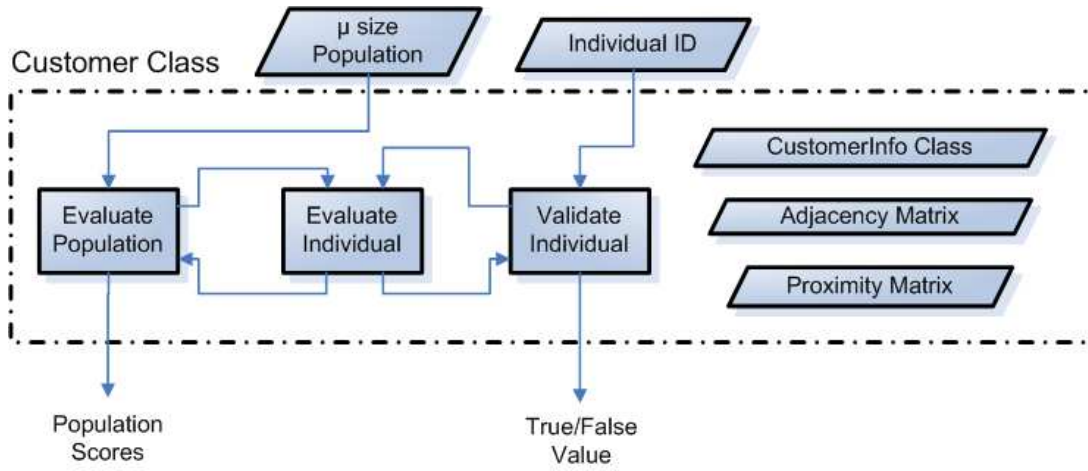 μ size
Population
Individual ID
Customer Class
CustomerInfo Class
Evaluate
Population
Evaluate
Individual
Validate
Individual
Adjacency Matrix
Proximity Matrix
Population
Scores
True/False
Value